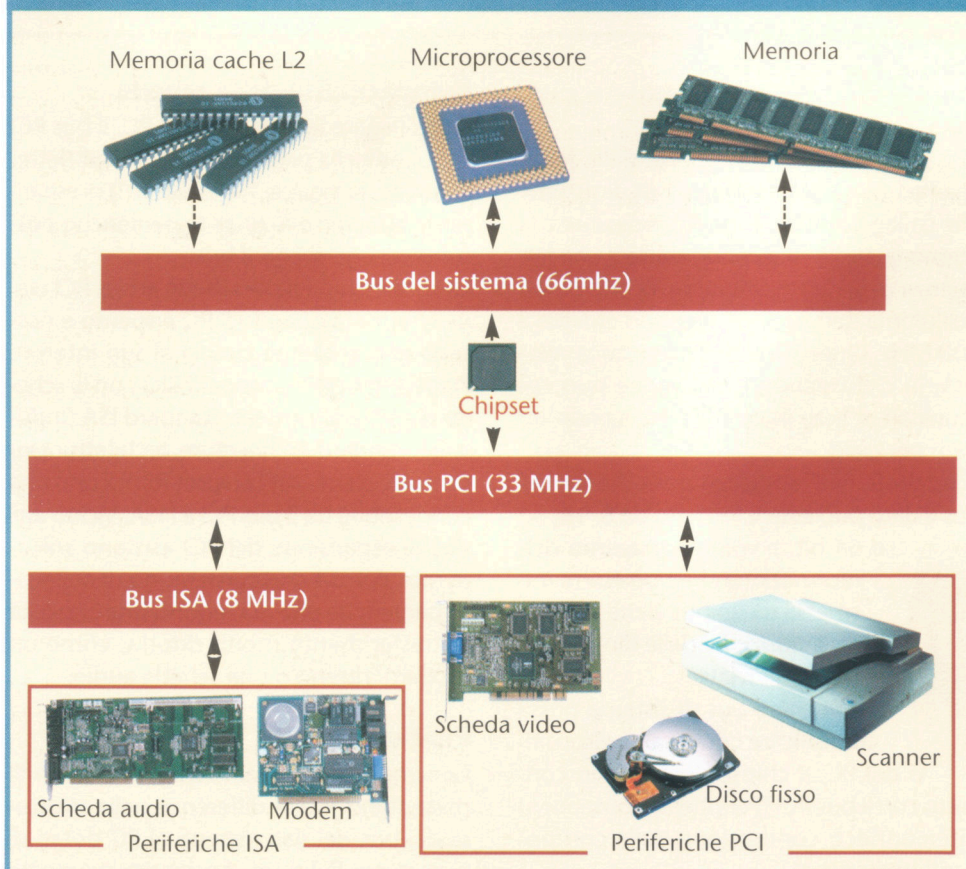 Memoria cache L2
Microprocessore
Memoria
Bus del sistema (66mhz)
Chipset
Bus PCI (33 MHz)
Bus ISA (8 MHz)
Scheda video
Scanner
Disco fisso
Scheda audio
Modem
Periferiche ISA
Periferiche PCI